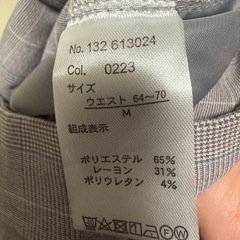 No. 132 613024
Col. 0223
サイズ
ウエスト 64～70
M
組成表示
ポリエステル 65%
レーヨン 31%
ポリウレタン 4%